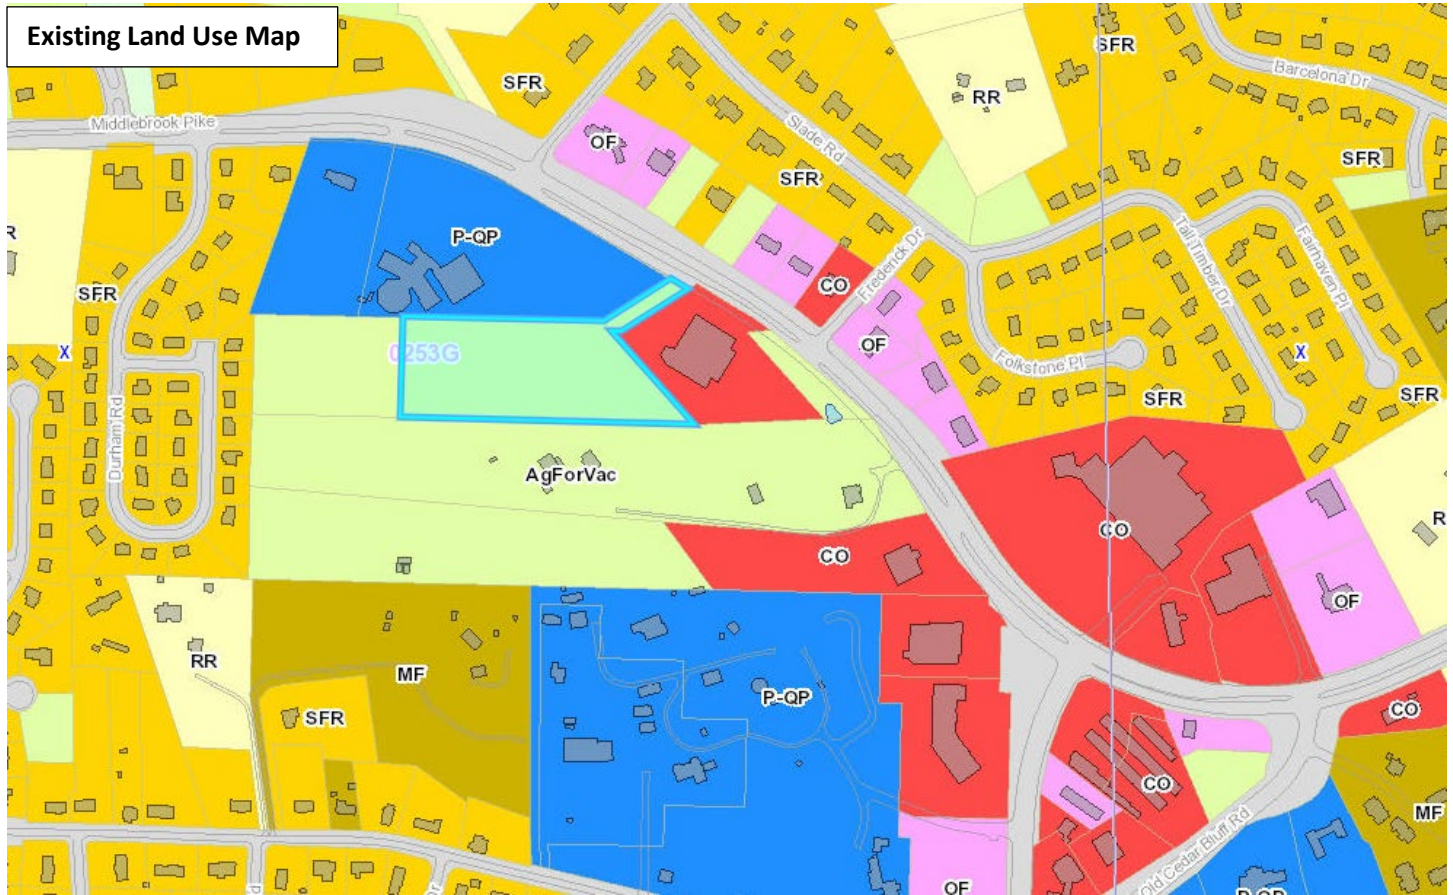 Existing Land Use Map
SFR
SFR
Barcelona Dr
RR
Middlebrook Pike
OF
Slade Rd
SFR
SFR
R
P-QP
Tall Timber Dr
Fairhaven Pl
Frederick Dr
SFR
CO
X
0253G
OF
X
Folkstone Pl
SFR
SFR
Durham Rd
AgForVac
R
CO
CO
OF
RR
MF
P-QP
SFR
CO
CO
MF
Old Cedar Bluff Rd
OF
P-QP